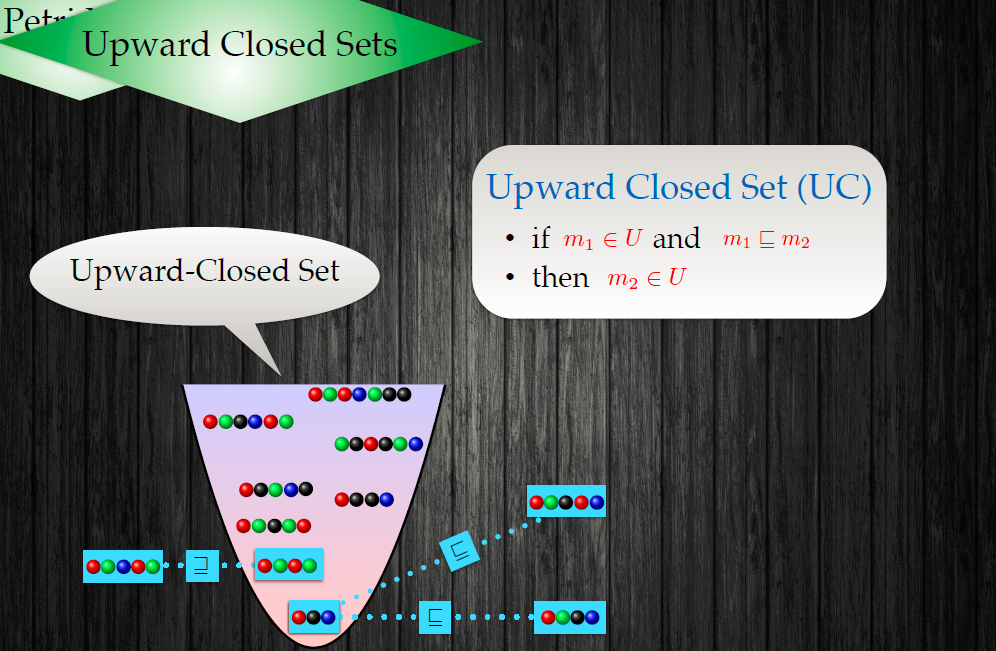 Upward Closed Sets
Upward Closed Set (UC)
• if m₁ ∈ U and m₁ ⊑ m₂
• then m₂ ∈ U
Upward-Closed Set
⊑
⊒
⊑